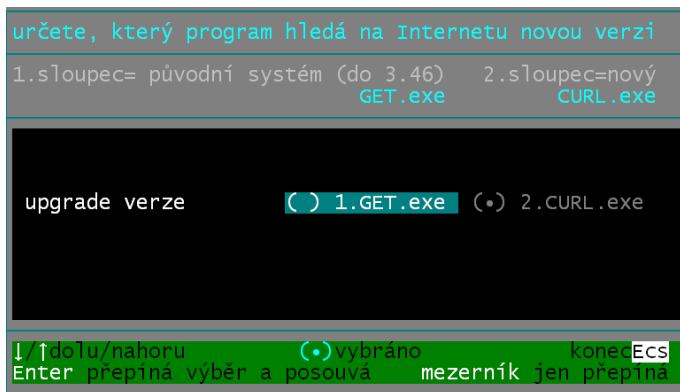 určete, který program hledá na Internetu novou verzi
1.sloupec= původní systém (do 3.46) 2.sloupec=nový
GET.exe CURL.exe
upgrade verze ( ) 1.GET.exe (•) 2.CURL.exe
↓/↑dolu/nahoru (•)vybráno konecEcs
Enter přepíná výběr a posouvá mezerník jen přepíná